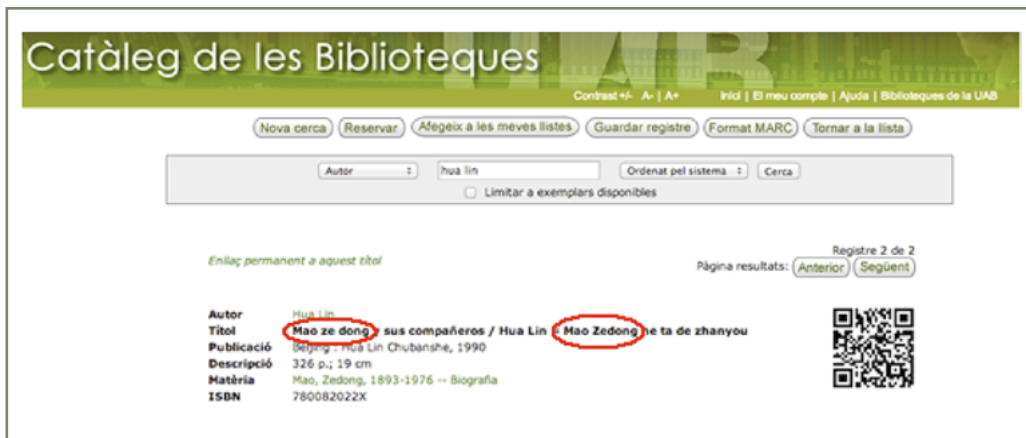 Catàleg de les Biblioteques
Contrast +/- A- | A+ Inici | El meu compte | Ajuda | Biblioteques de la UAB
Nova cerca Reservar Afegeix a les meves llistes Guardar registre Format MARC Tornar a la llista
Autor hua lin Ordenat pel sistema Cerca
Limitar a exemplars disponibles
Registre 2 de 2
Enllaç permanent a aquest títol Pàgina resultats: Anterior Següent
Autor Hua Lin
Títol Mao ze dong y sus compañeros / Hua Lin = Mao Zedong he ta de zhanyou
Publicació Beijing : Hua Lin Chubanshe, 1990
Descripció 326 p.; 19 cm
Matèria Mao, Zedong, 1893-1976 -- Biografia
ISBN 780082022X